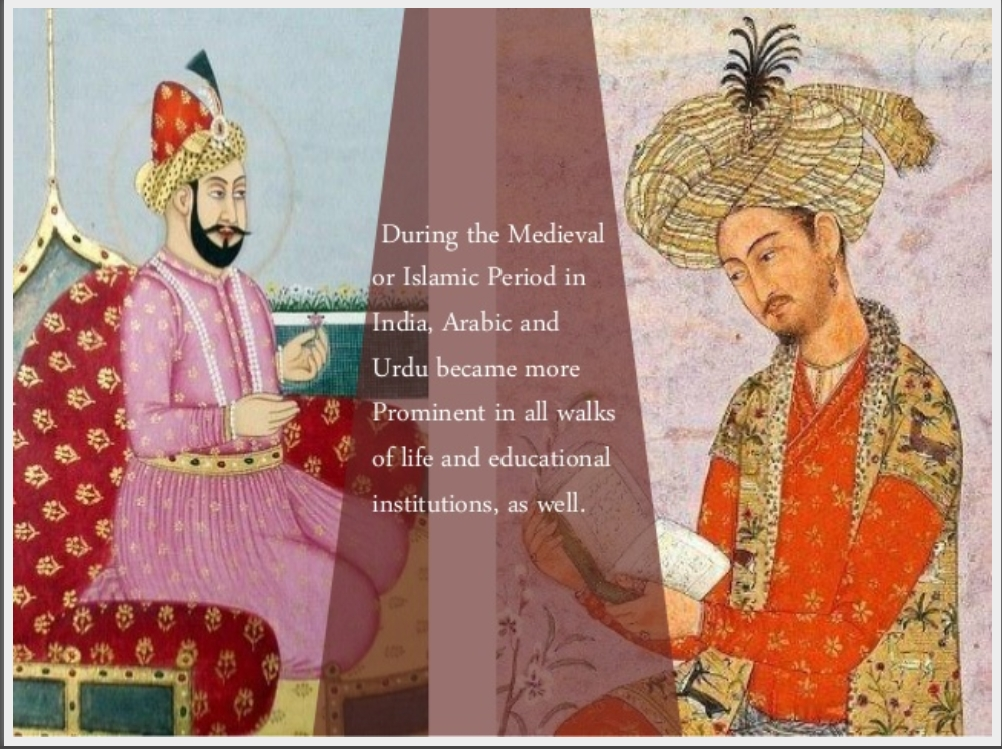 During the Medieval
or Islamic Period in
India, Arabic and
Urdu became more
Prominent in all walks
of life and educational
institutions, as well.